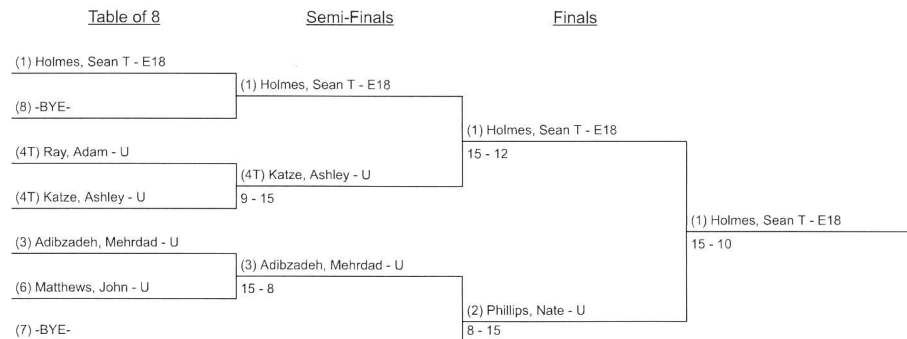 Table of 8 Semi-Finals Finals
(1) Holmes, Sean T - E18
(1) Holmes, Sean T - E18
(8) -BYE-
(1) Holmes, Sean T - E18
(4T) Ray, Adam - U
15 - 12
(4T) Katze, Ashley - U
(4T) Katze, Ashley - U
9 - 15
(1) Holmes, Sean T - E18
(3) Adibzadeh, Mehrdad - U
15 - 10
(3) Adibzadeh, Mehrdad - U
(6) Matthews, John - U
15 - 8
(2) Phillips, Nate - U
(7) -BYE-
8 - 15